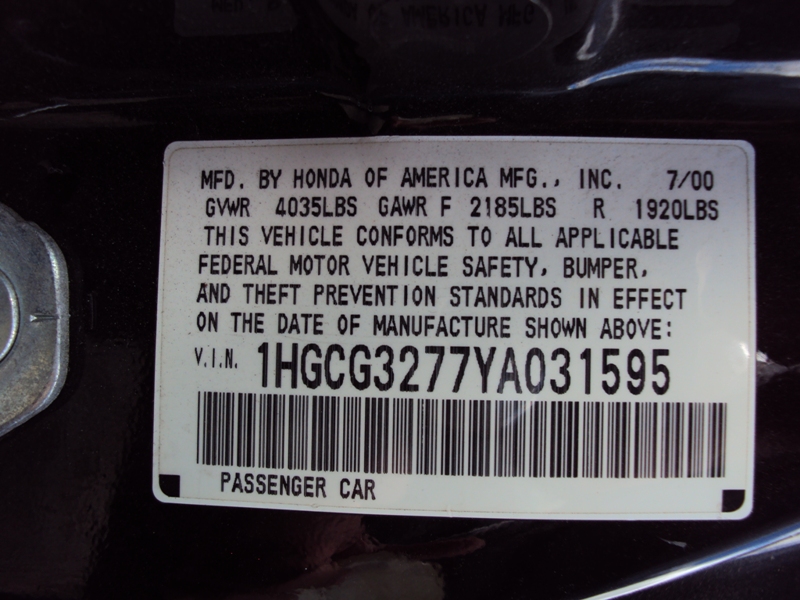 MFD. BY HONDA OF AMERICA MFG., INC. 7/00
GVWR 4035LBS GAWR F 2185LBS R 1920LBS
THIS VEHICLE CONFORMS TO ALL APPLICABLE
FEDERAL MOTOR VEHICLE SAFETY, BUMPER,
AND THEFT PREVENTION STANDARDS IN EFFECT
ON THE DATE OF MANUFACTURE SHOWN ABOVE:
V.I.N. 1HGCG3277YA031595
PASSENGER CAR